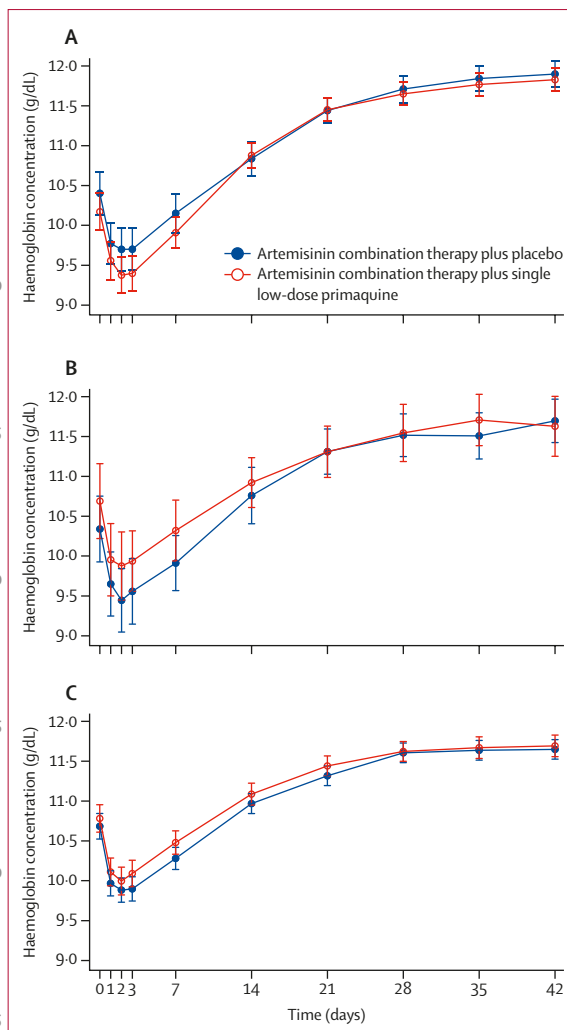 A
Haemoglobin concentration (g/dL)
12·0
11·5
11·0
10·5
10·0
9·5
9·0
Artemisinin combination therapy plus placebo
Artemisinin combination therapy plus single
low-dose primaquine
B
Haemoglobin concentration (g/dL)
12·0
11·5
11·0
10·5
10·0
9·5
9·0
C
Haemoglobin concentration (g/dL)
12·0
11·5
11·0
10·5
10·0
9·5
9·0
0 1 2 3 7 14 21 28 35 42
Time (days)